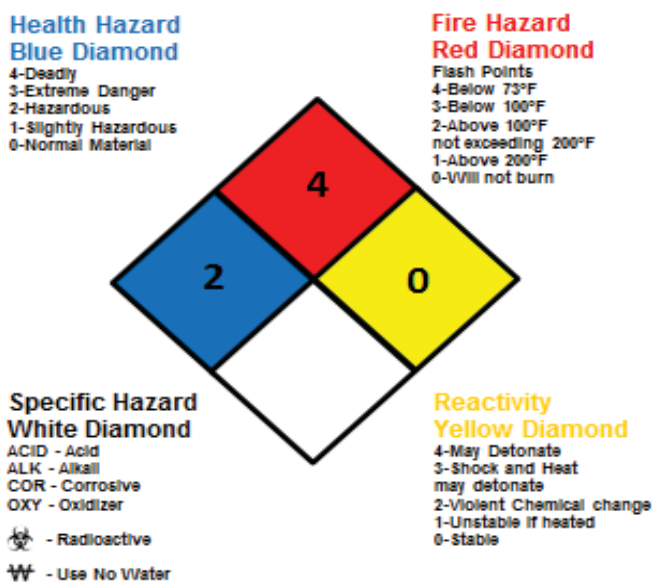 Health Hazard
Blue Diamond
4-Deadly
3-Extreme Danger
2-Hazardous
1-Slightly Hazardous
0-Normal Material
Fire Hazard
Red Diamond
Flash Points
4-Below 73°F
3-Below 100°F
2-Above 100°F
not exceeding 200°F
1-Above 200°F
0-Will not burn
4
2
0
Specific Hazard
White Diamond
ACID - Acid
ALK - Alkali
COR - Corrosive
OXY - Oxidizer
- Radioactive
W - Use No Water
Reactivity
Yellow Diamond
4-May Detonate
3-Shock and Heat
may detonate
2-Violent Chemical change
1-Unstable if heated
0-Stable